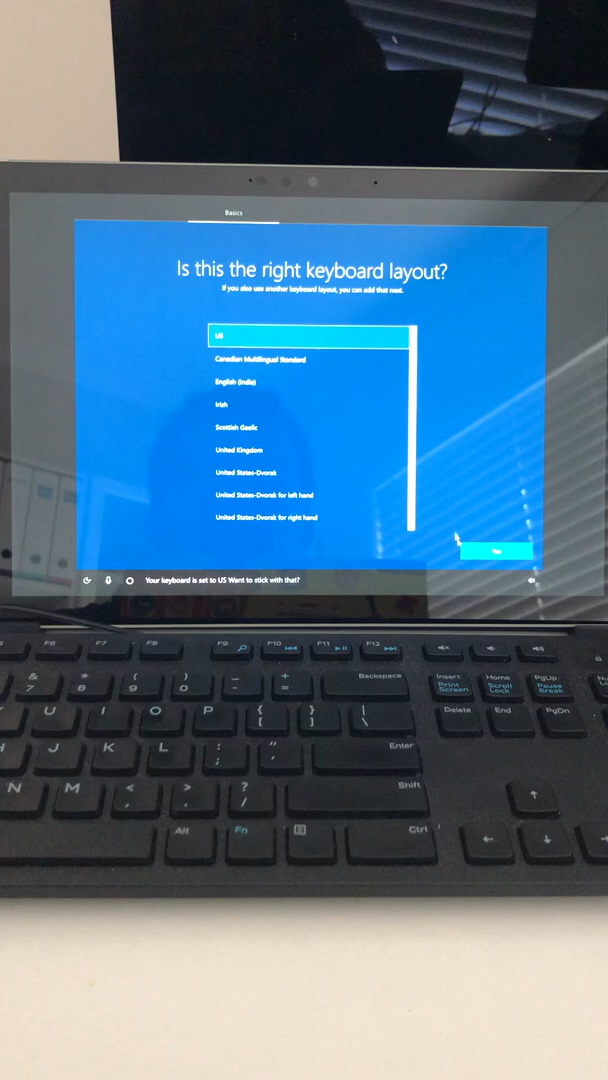 Basics
Is this the right keyboard layout?
If you also use another keyboard layout, you can add that next.
US
Canadian Multilingual Standard
English (India)
Irish
Scottish Gaelic
United Kingdom
United States-Dvorak
United States-Dvorak for left hand
United States-Dvorak for right hand
Yes
Your keyboard is set to US Want to stick with that?
F6 F7 F8 F9 F10 F11 F12
& 7 * 8 ( 9 ) 0 _ - + = Backspace Insert Print Screen Home Scroll Lock PgUp Pause Break
U I O P { [ } ] | \ Delete End PgDn
J K L : ; " ' Enter
N M < , > . ? / Shift
Alt Fn Ctrl